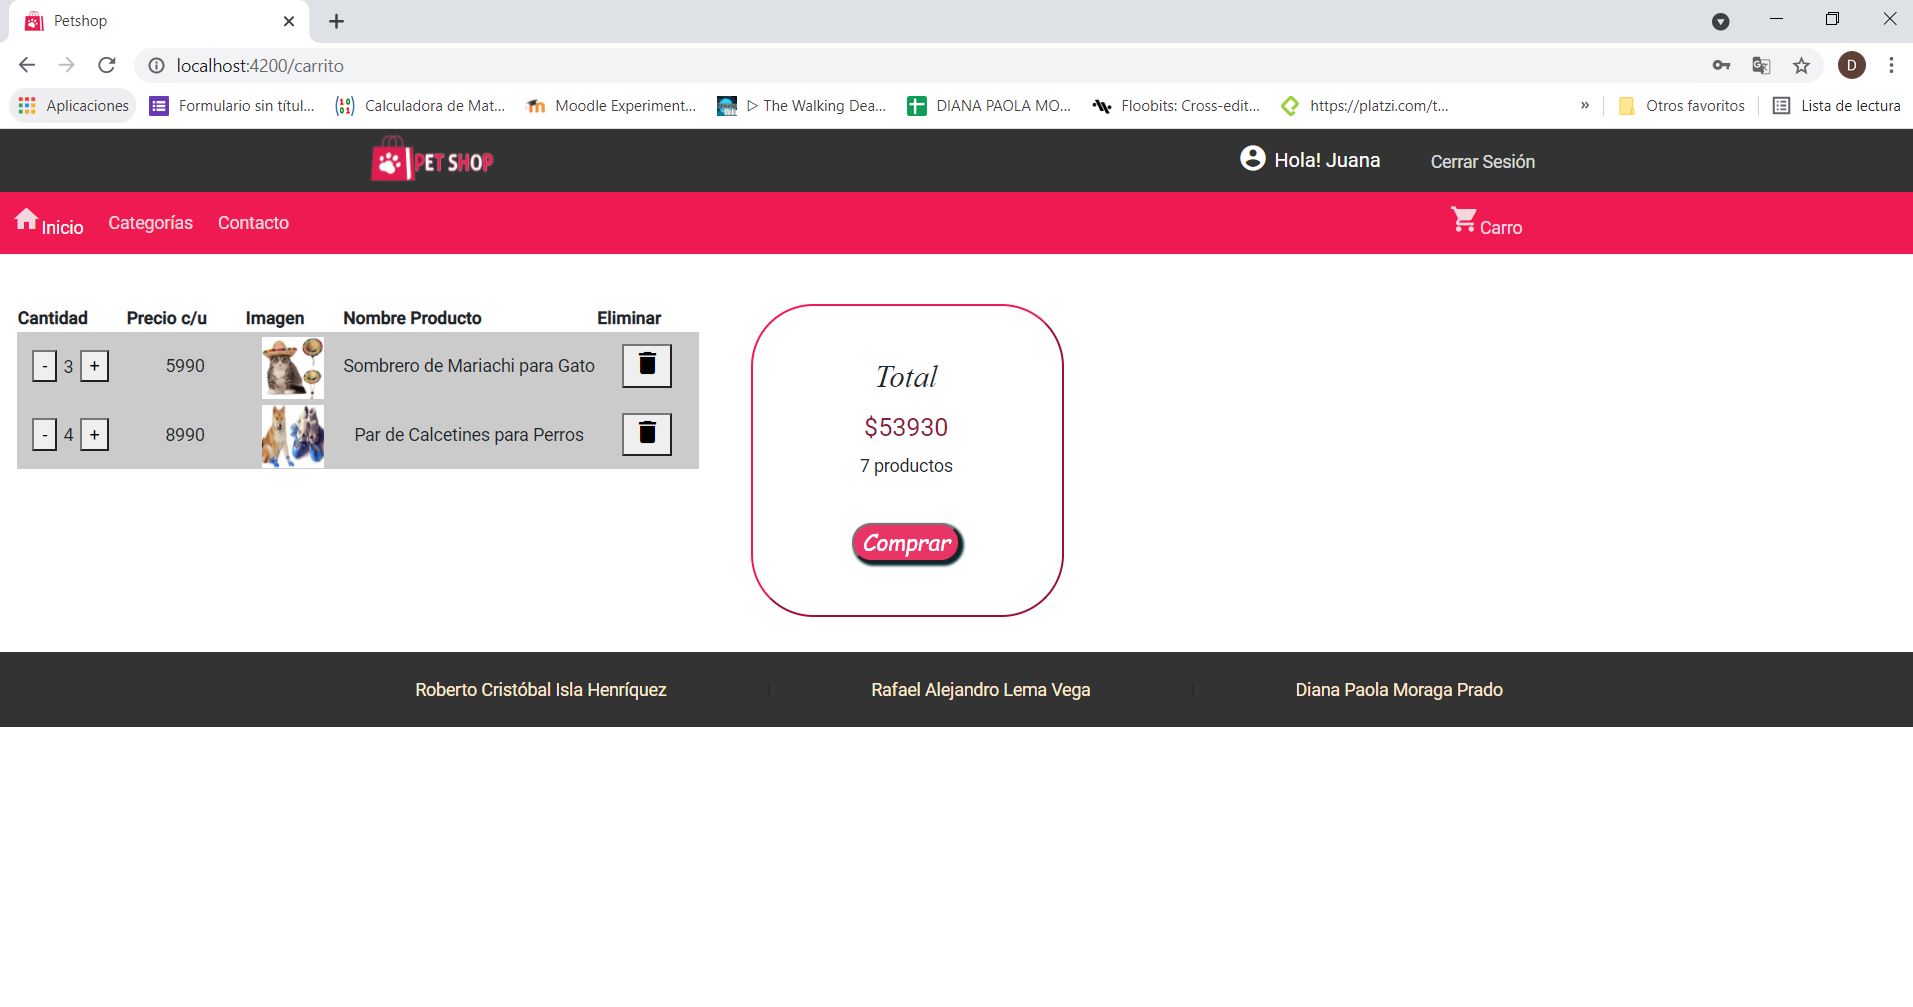 Petshop
localhost:4200/carrito
D
Aplicaciones Formulario sin títul... Calculadora de Mat... Moodle Experiment... ▷ The Walking Dea... DIANA PAOLA MO... Floobits: Cross-edit... https://platzi.com/t... » Otros favoritos Lista de lectura
PET SHOP Hola! Juana Cerrar Sesión
Inicio Categorías Contacto Carro
Cantidad Precio c/u Imagen Nombre Producto Eliminar
- 3 + 5990 Sombrero de Mariachi para Gato
- 4 + 8990 Par de Calcetines para Perros
Total
$53930
7 productos
Comprar
Roberto Cristóbal Isla Henríquez | Rafael Alejandro Lema Vega | Diana Paola Moraga Prado